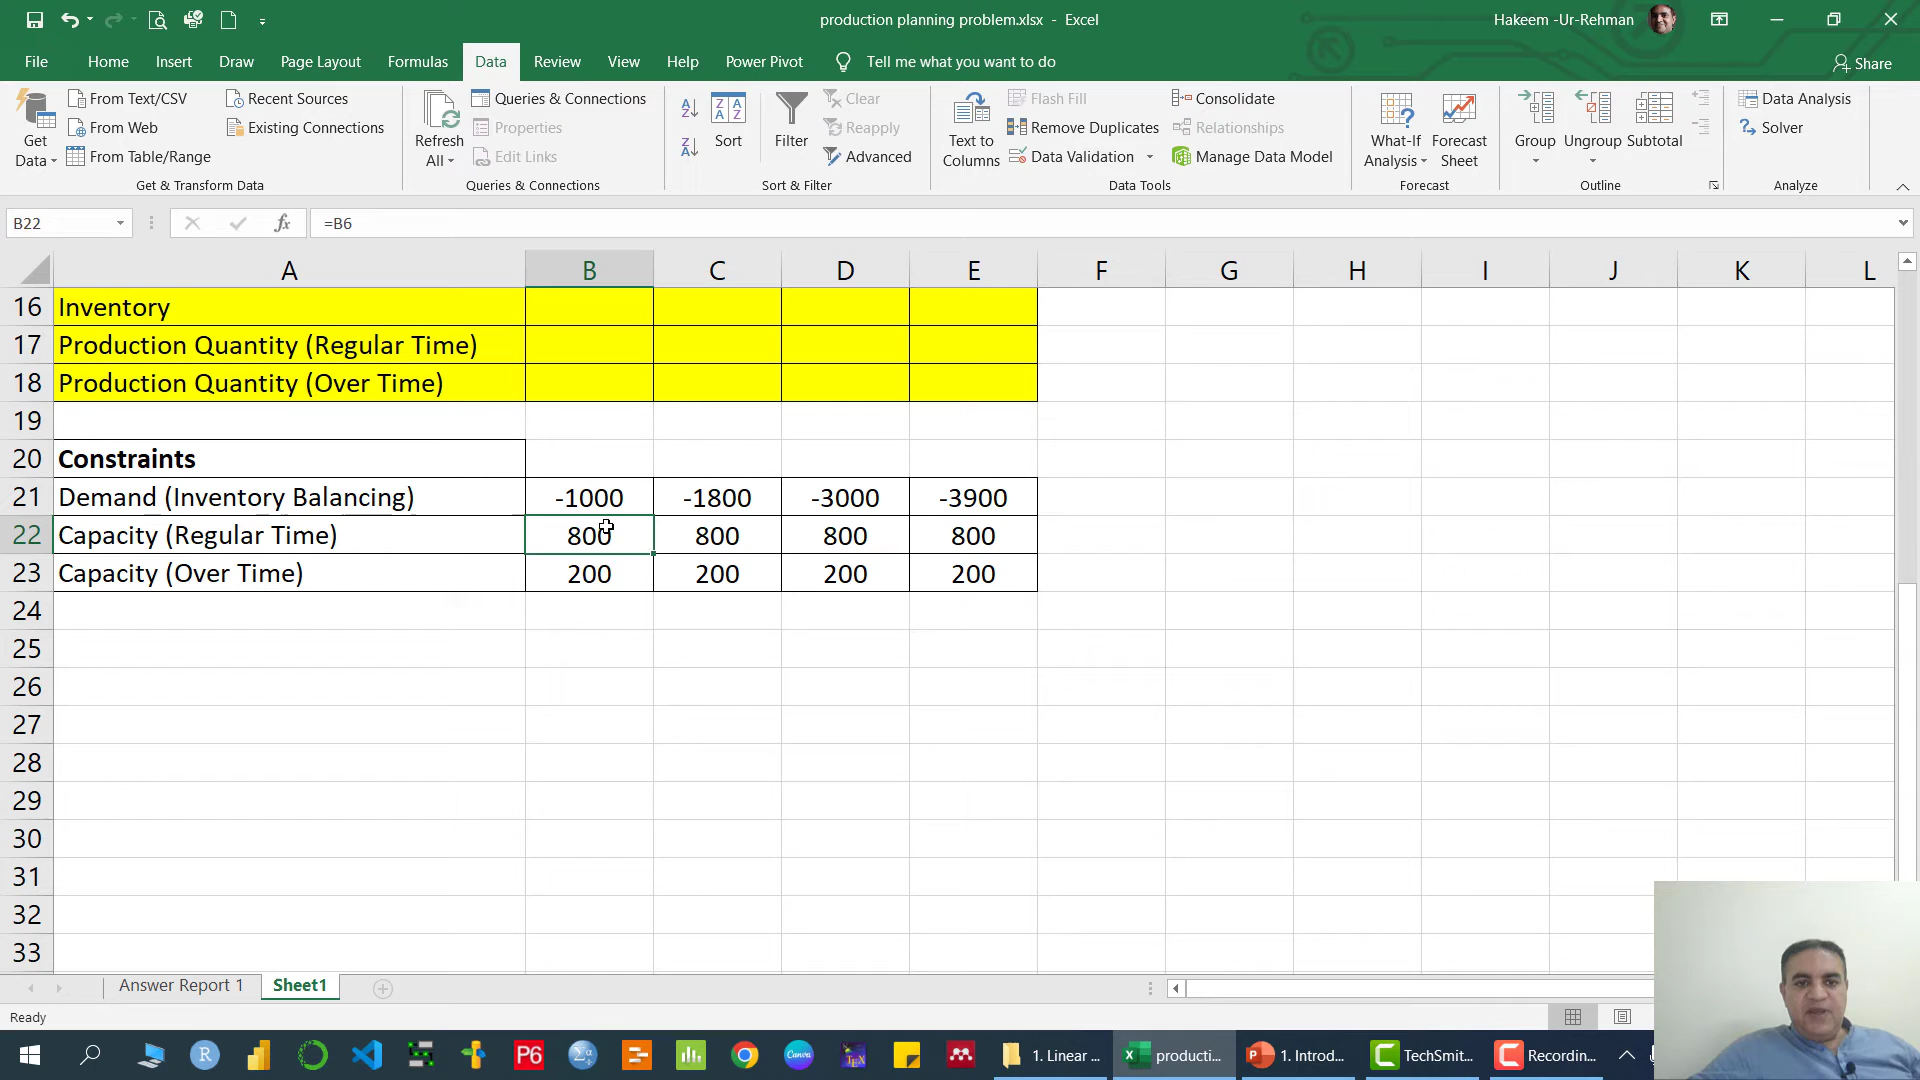 production planning problem.xlsx - Excel
Hakeem -Ur-Rehman
File Home Insert Draw Page Layout Formulas Data Review View Help Power Pivot Tell me what you want to do Share
Get Data
From Text/CSV
From Web
From Table/Range
Recent Sources
Existing Connections
Get & Transform Data
Refresh All
Queries & Connections
Properties
Edit Links
Queries & Connections
Sort
Filter
Clear
Reapply
Advanced
Sort & Filter
Text to Columns
Flash Fill
Remove Duplicates
Data Validation
Consolidate
Relationships
Manage Data Model
Data Tools
What-If Analysis
Forecast Sheet
Forecast
Group
Ungroup
Subtotal
Outline
Data Analysis
Solver
Analyze
B22 fx =B6
A B C D E F G H I J K L
16 Inventory
17 Production Quantity (Regular Time)
18 Production Quantity (Over Time)
19
20 Constraints
21 Demand (Inventory Balancing) -1000 -1800 -3000 -3900
22 Capacity (Regular Time) 800 800 800 800
23 Capacity (Over Time) 200 200 200 200
24
25
26
27
28
29
30
31
32
33
Answer Report 1 Sheet1
Ready
1. Linear ... producti... 1. Introd... TechSmit... Recordin...